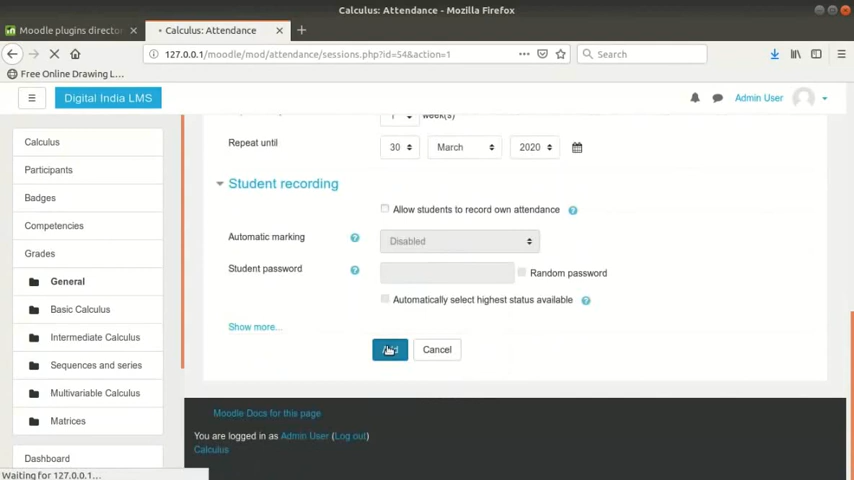 Calculus: Attendance - Mozilla Firefox
Moodle plugins director
Calculus: Attendance
127.0.0.1/moodle/mod/attendance/sessions.php?id=54&action=1
Search
Free Online Drawing L...
Digital India LMS
Admin User
Calculus
Participants
Badges
Competencies
Grades
General
Basic Calculus
Intermediate Calculus
Sequences and series
Multivariable Calculus
Matrices
Dashboard
week(s)
Repeat until
30 March 2020
Student recording
Allow students to record own attendance
Automatic marking
Disabled
Student password
Random password
Automatically select highest status available
Show more...
Cancel
Moodle Docs for this page
You are logged in as Admin User (Log out)
Calculus
Waiting for 127.0.0.1...